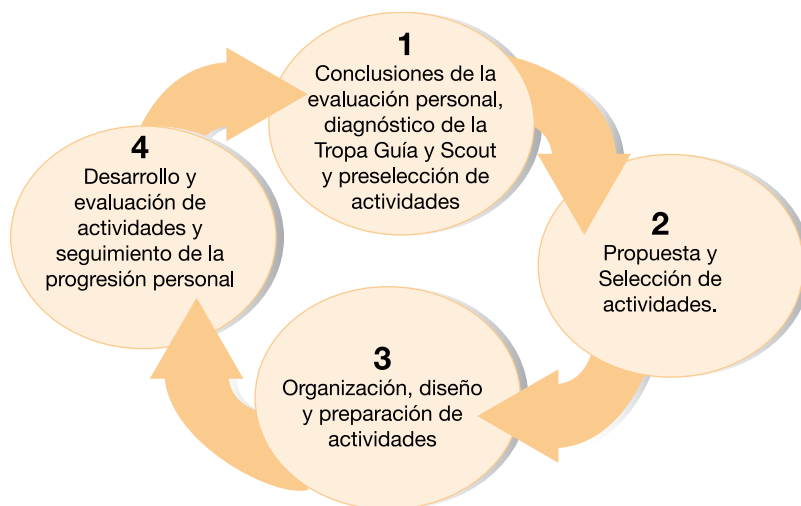 1
Conclusiones de la
evaluación personal,
diagnóstico de la
Tropa Guía y Scout
y preselección de
actividades
2
Propuesta y
Selección de
actividades.
3
Organización, diseño
y preparación de
actividades
4
Desarrollo y
evaluación de
actividades y
seguimiento de la
progresión personal